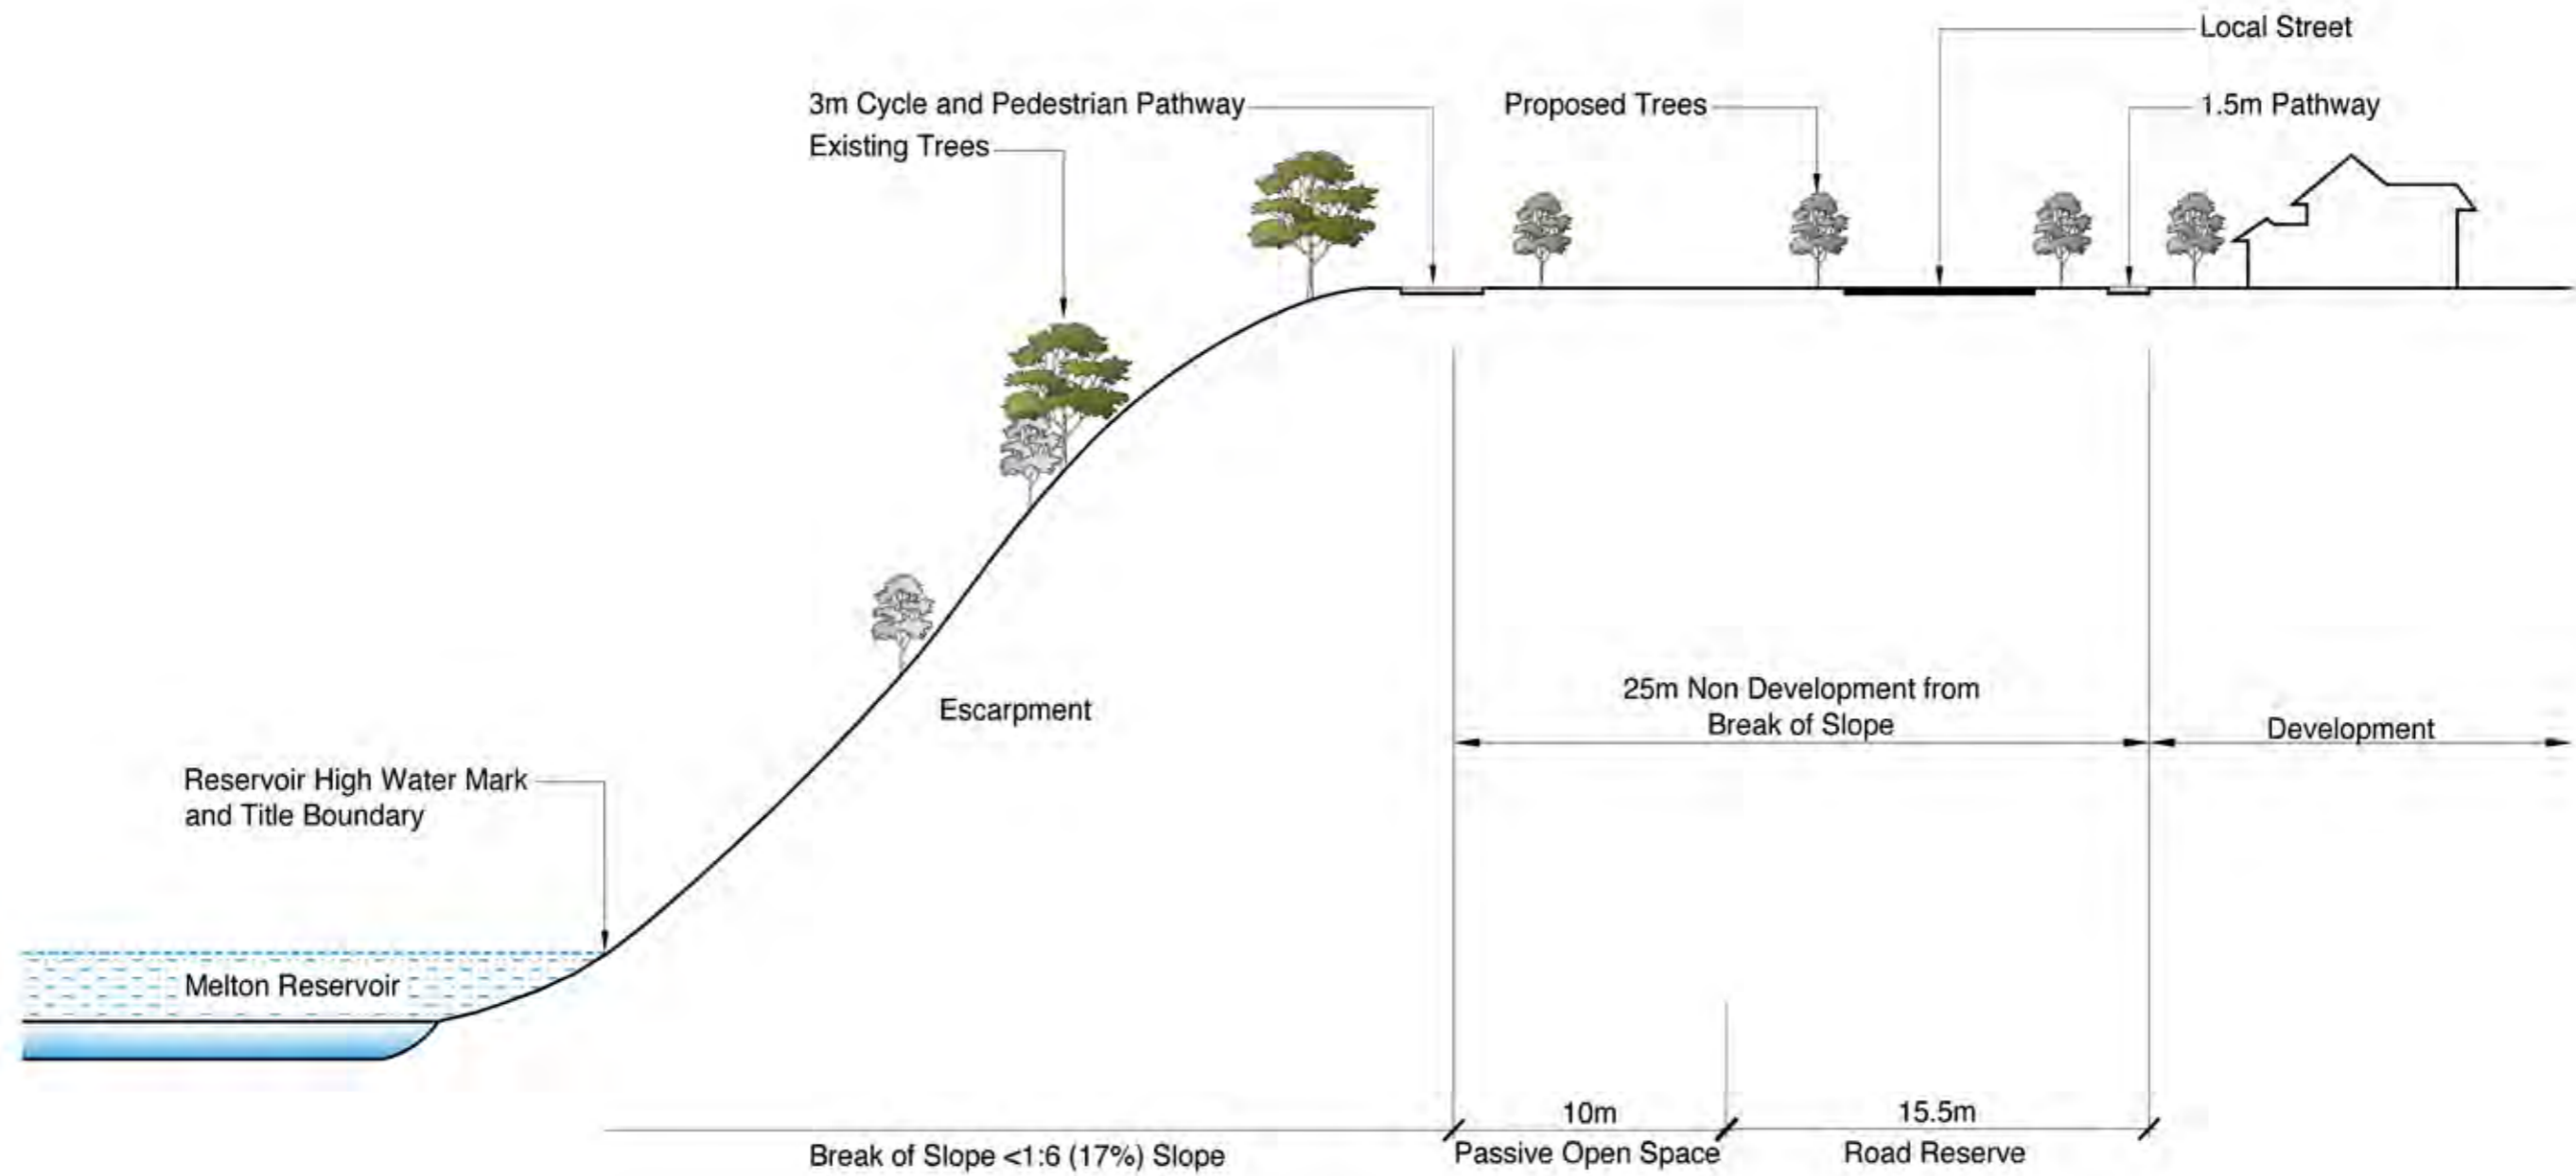 Local Street
3m Cycle and Pedestrian Pathway
Proposed Trees
1.5m Pathway
Existing Trees
25m Non Development from
Break of Slope
Escarpment
Development
Reservoir High Water Mark
and Title Boundary
Melton Reservoir
10m
15.5m
Break of Slope <1:6 (17%) Slope
Passive Open Space
Road Reserve